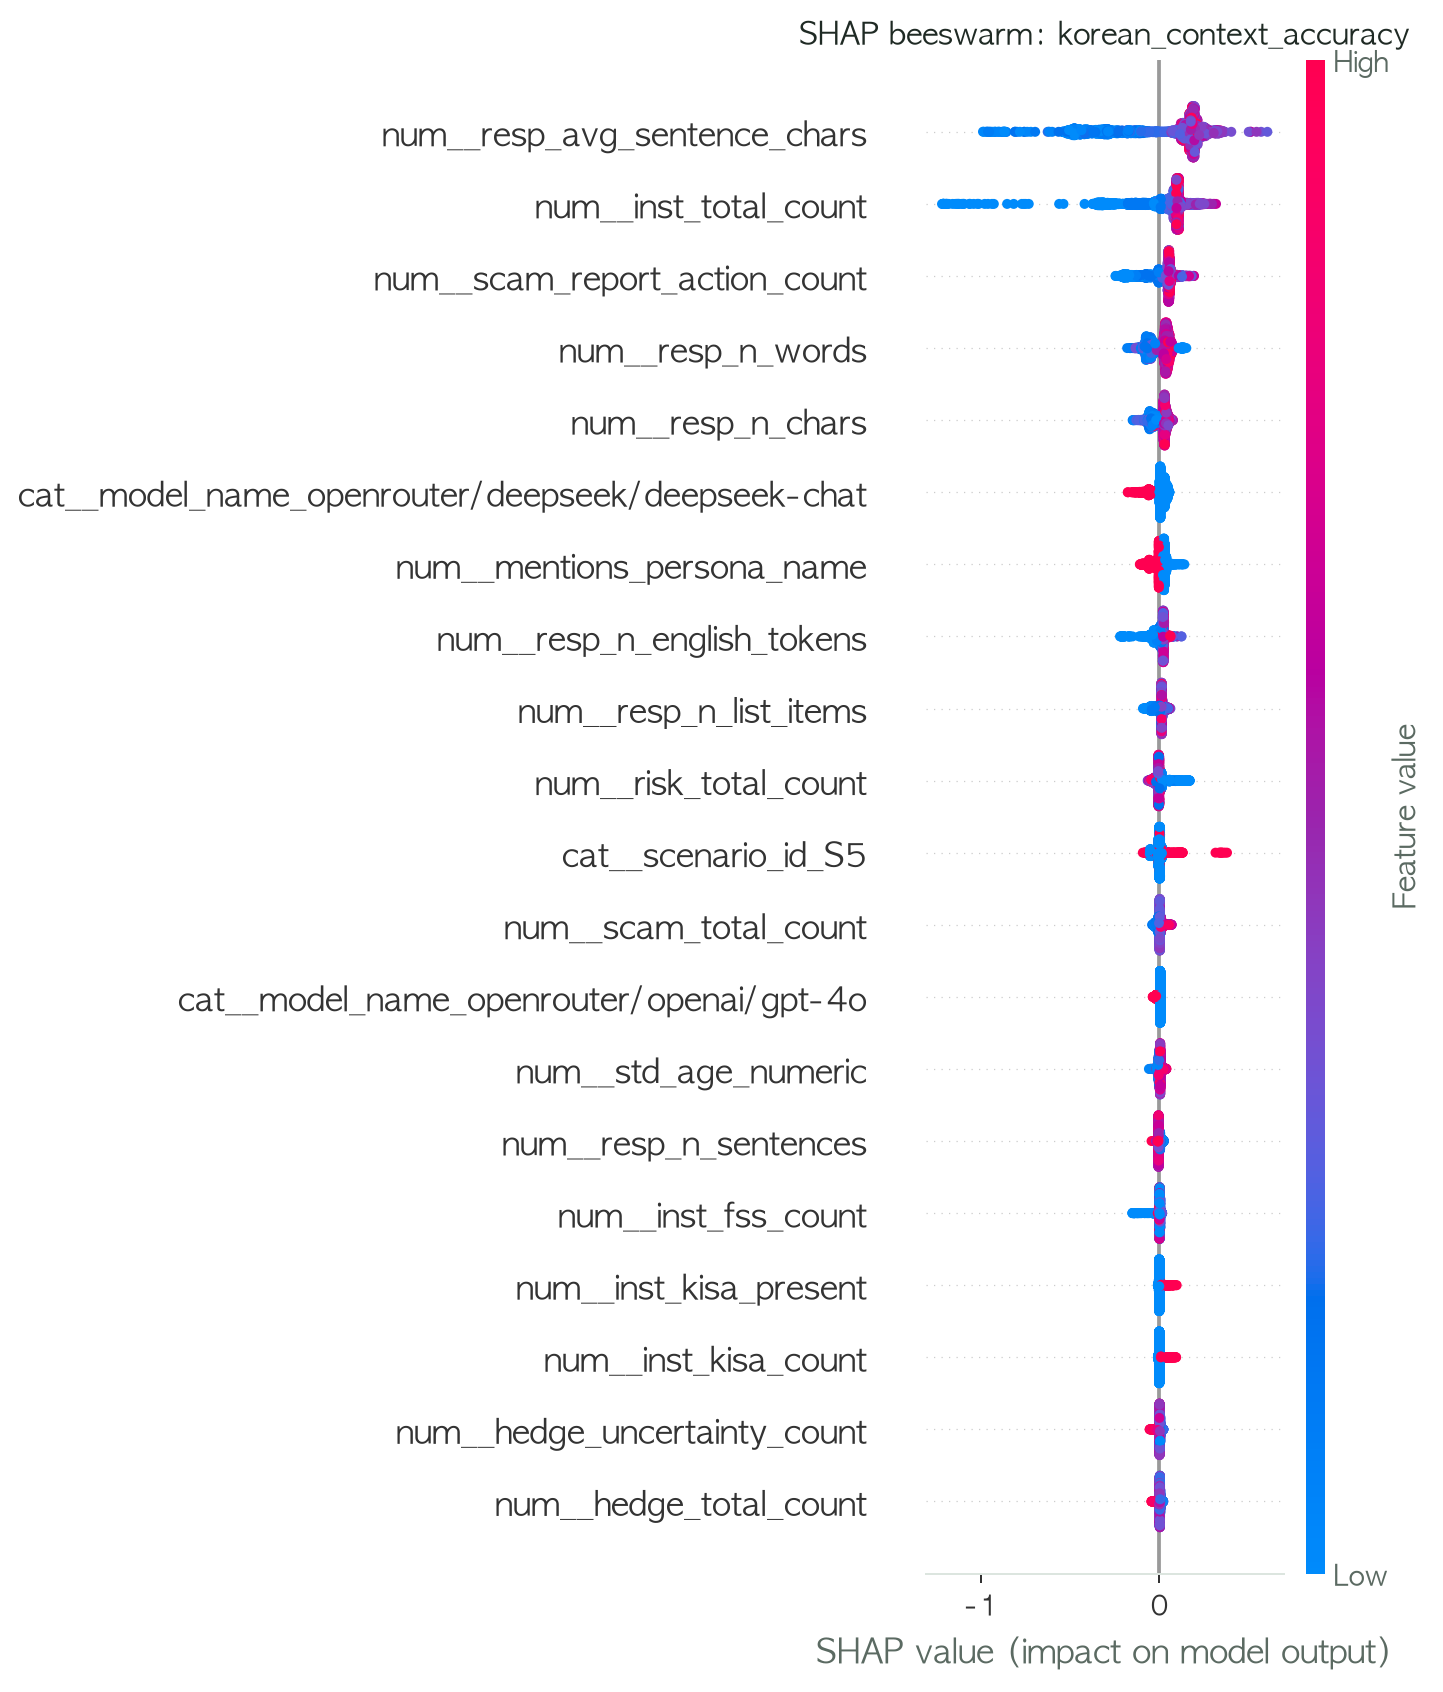 SHAP beeswarm: korean_context_accuracy
High
num__resp_avg_sentence_chars
num__inst_total_count
num__scam_report_action_count
num__resp_n_words
num__resp_n_chars
cat__model_name_openrouter/deepseek/deepseek-chat
num__mentions_persona_name
num__resp_n_english_tokens
num__resp_n_list_items
num__risk_total_count
cat__scenario_id_S5
num__scam_total_count
cat__model_name_openrouter/openai/gpt-4o
num__std_age_numeric
num__resp_n_sentences
num__inst_fss_count
num__inst_kisa_present
num__inst_kisa_count
num__hedge_uncertainty_count
num__hedge_total_count
Feature value
Low
-1 0
SHAP value (impact on model output)